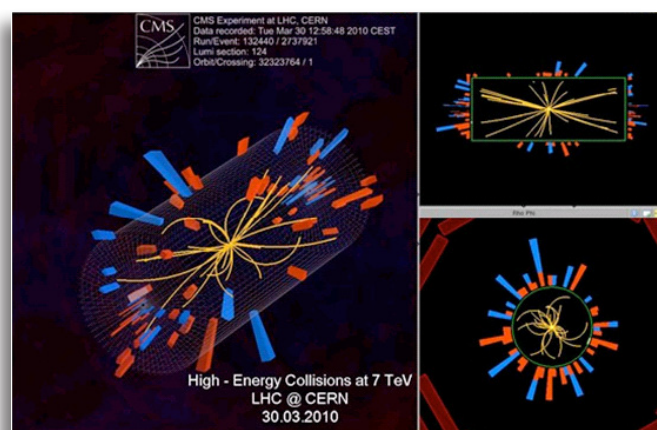 CMS
CMS Experiment at LHC, CERN
Data recorded: Tue Mar 30 12:58:48 2010 CEST
Run/Event: 132440 / 2737921
Lumi section: 124
Orbit/Crossing: 32323764 / 1
Rho Phi
High - Energy Collisions at 7 TeV
LHC @ CERN
30.03.2010